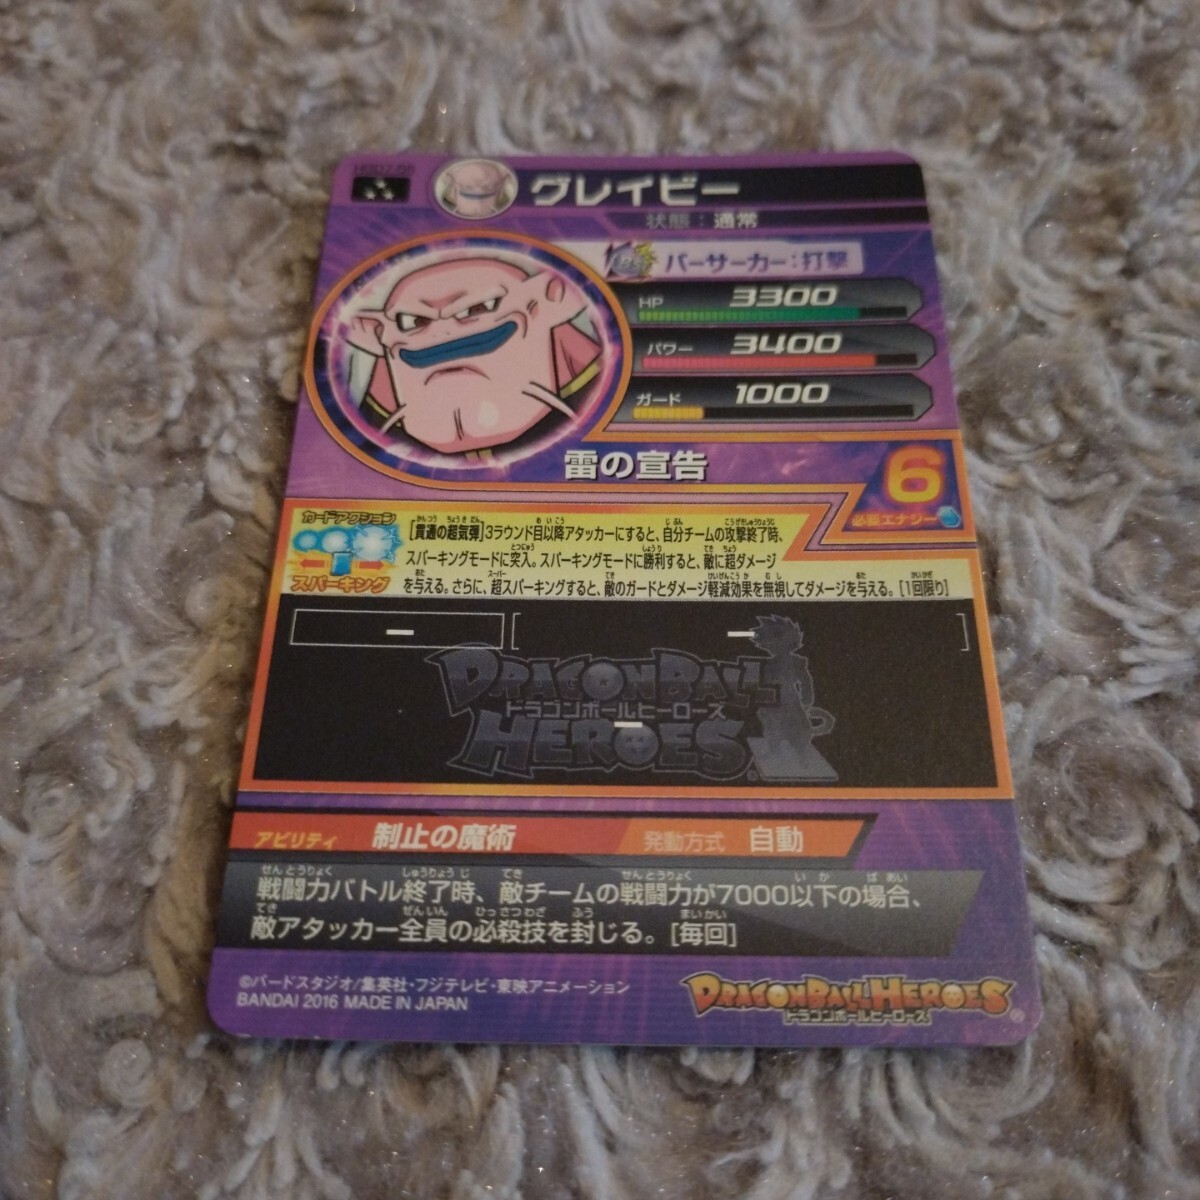 グレイビー
状態：通常
バーサーカー：打撃
HP 3300
パワー 3400
ガード 1000
雷の宣告
6
必要エナジー
カードアクション
スパーキング
[貫通の超気弾]3ラウンド目以降アタッカーにすると、自分チームの攻撃終了時、
スパーキングモードに突入。スパーキングモードに勝利すると、敵に超ダメージ
を与える。さらに、超スパーキングすると、敵のガードとダメージ軽減効果を無視してダメージを与える。[1回限り]
ー [ ー ]
DRAGONBALL
ドラゴンボールヒーローズ
ー
HEROES
アビリティ 制止の魔術 発動方式 自動
戦闘力バトル終了時、敵チームの戦闘力が7000以下の場合、
敵アタッカー全員の必殺技を封じる。[毎回]
©バードスタジオ/集英社・フジテレビ・東映アニメーション
BANDAI 2016 MADE IN JAPAN
DRAGONBALL HEROES
ドラゴンボールヒーローズ